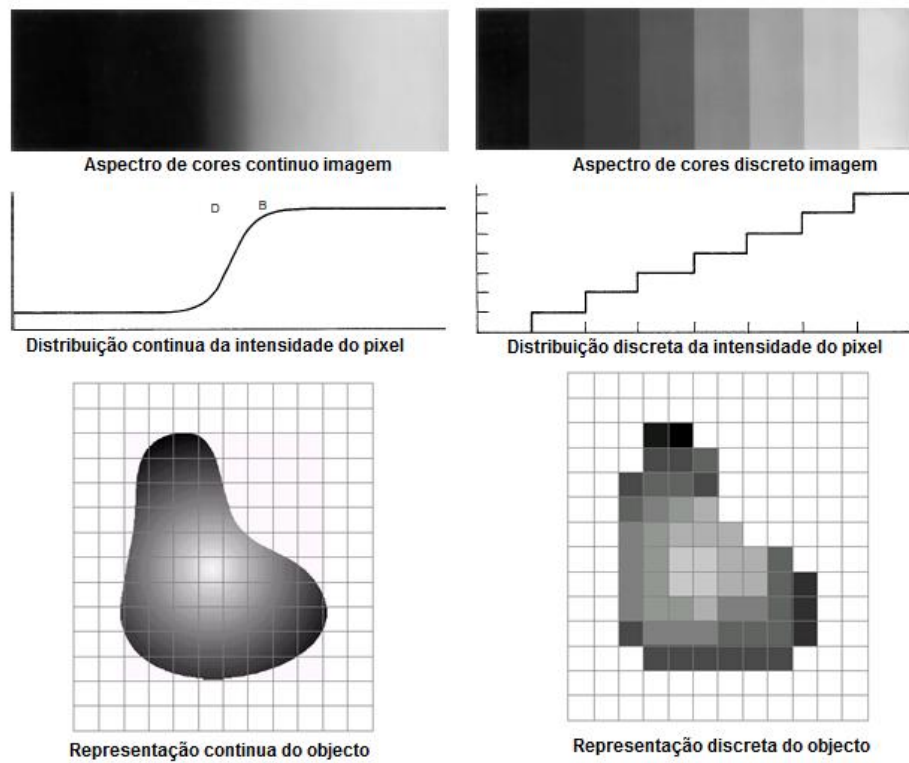 Aspectro de cores continuo imagem
Aspectro de cores discreto imagem
D B
Distribuição continua da intensidade do pixel
Distribuição discreta da intensidade do pixel
Representação continua do objecto
Representação discreta do objecto